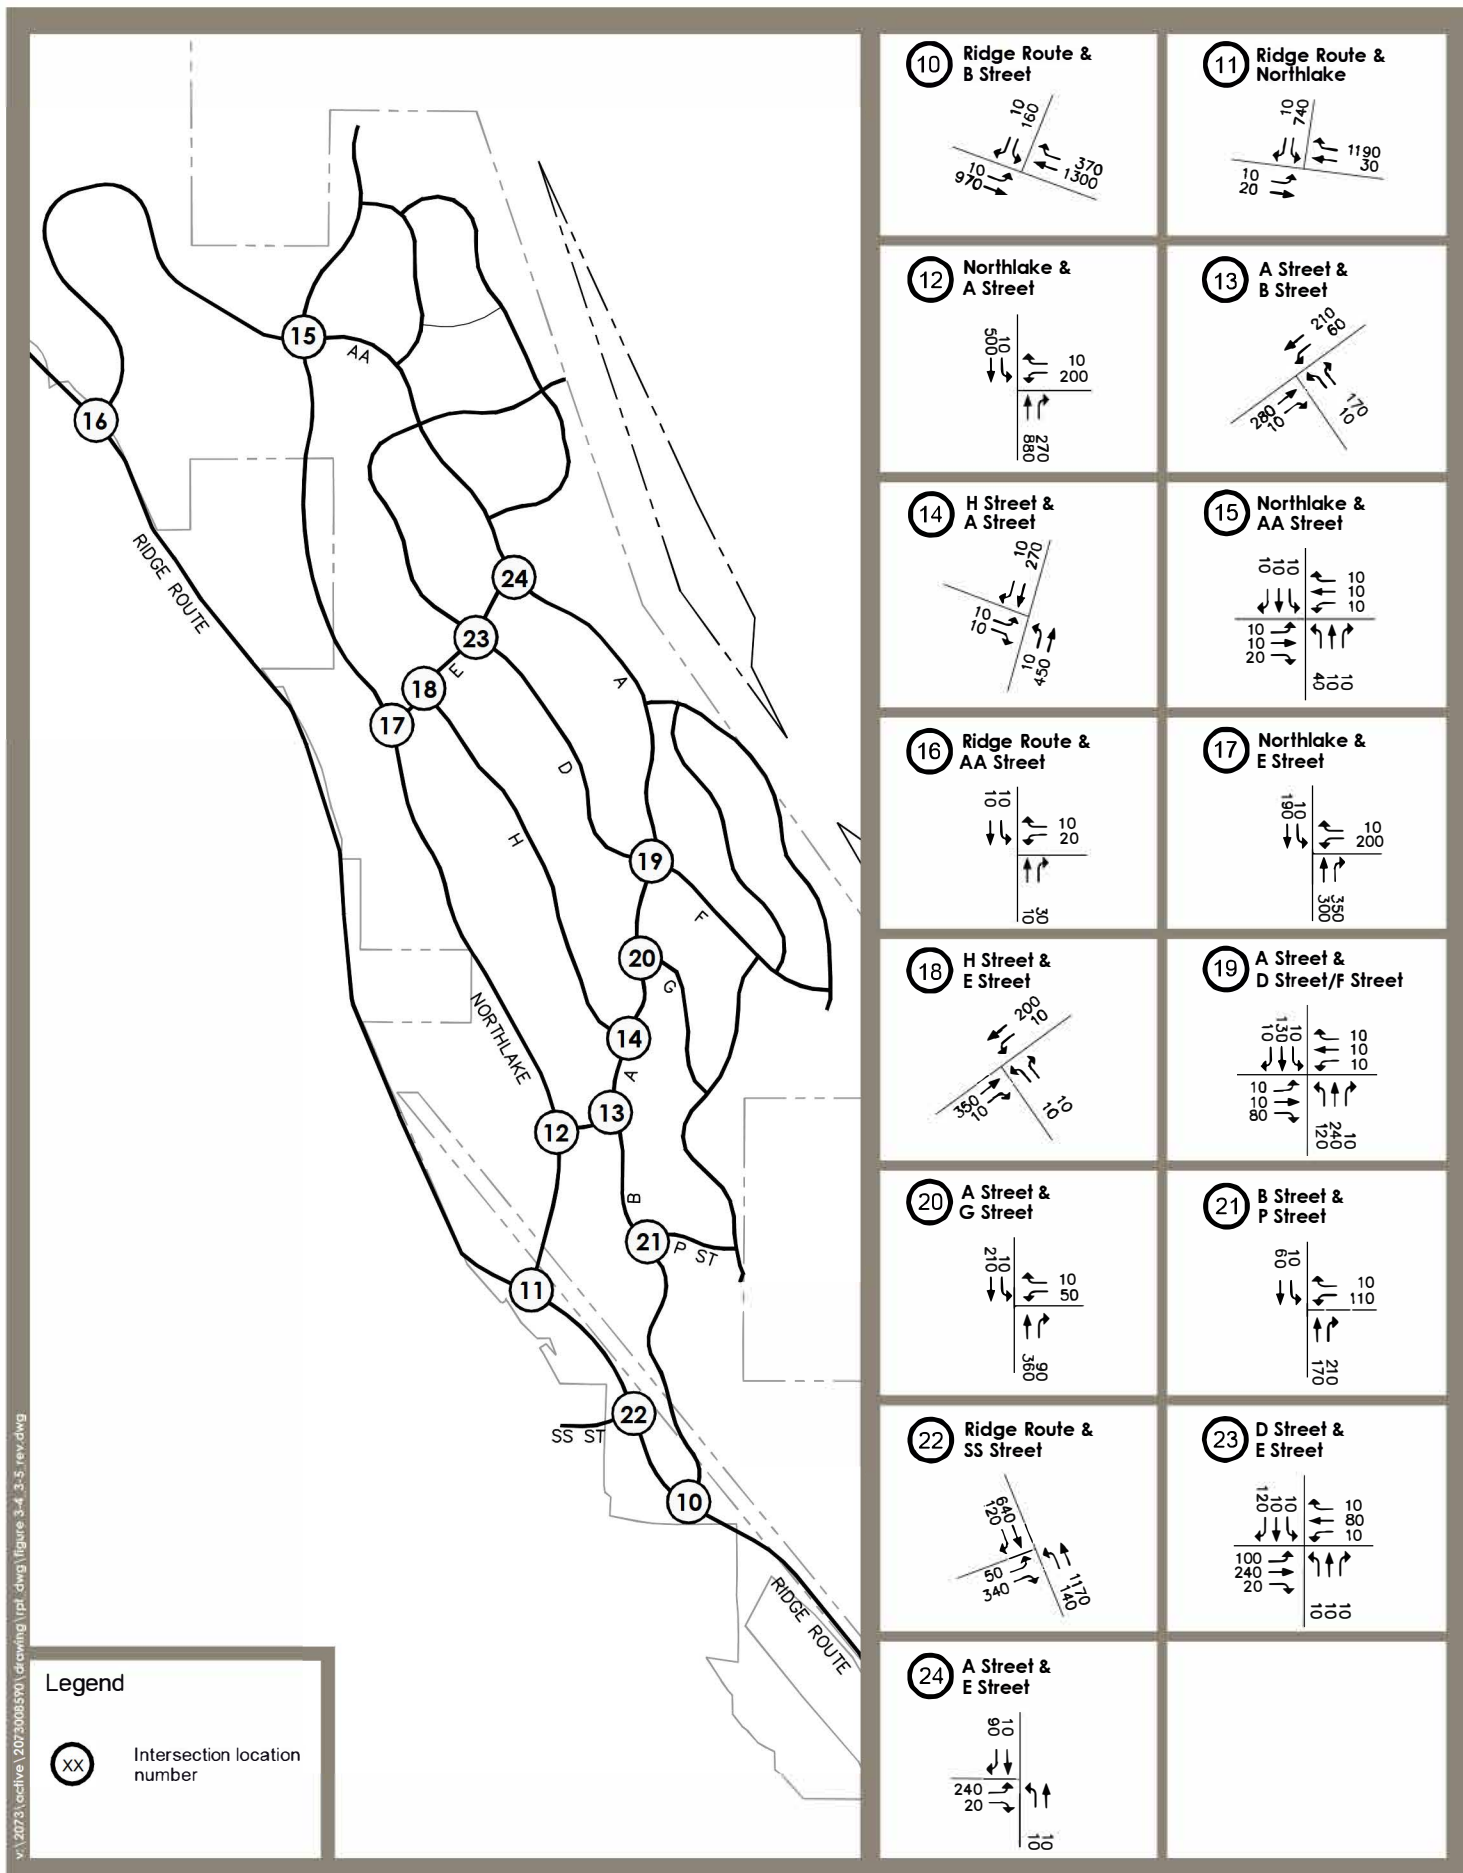 15
AA
16
RIDGE ROUTE
24
23
E
18
17
A
D
H
19
F
20
G
NORTHLAKE
14
A
13
12
B
21
P ST
11
22
SS ST
10
RIDGE ROUTE
Legend
XX
Intersection location
number
v:\2073\active\2073008590\drawing\rpt_dwg\figure 3-4_3-5_rev.dwg
10
Ridge Route &
B Street
10
160
370
1300
10
970
11
Ridge Route &
Northlake
10
740
1190
30
10
20
12
Northlake &
A Street
500
10
10
200
880
270
13
A Street &
B Street
210
60
280
10
170
10
14
H Street &
A Street
10
270
10
10
10
450
15
Northlake &
AA Street
10
10
10
10
10
10
10
10
20
40
10
10
16
Ridge Route &
AA Street
10
10
10
20
10
30
17
Northlake &
E Street
190
10
10
200
300
350
18
H Street &
E Street
200
10
350
10
10
10
19
A Street &
D Street/F Street
10
130
10
10
10
10
10
10
80
120
240
10
20
A Street &
G Street
210
10
10
50
360
90
21
B Street &
P Street
60
10
10
110
170
210
22
Ridge Route &
SS Street
640
120
50
340
1170
140
23
D Street &
E Street
120
10
10
10
80
10
100
240
20
10
10
10
24
A Street &
E Street
90
10
240
20
10
10